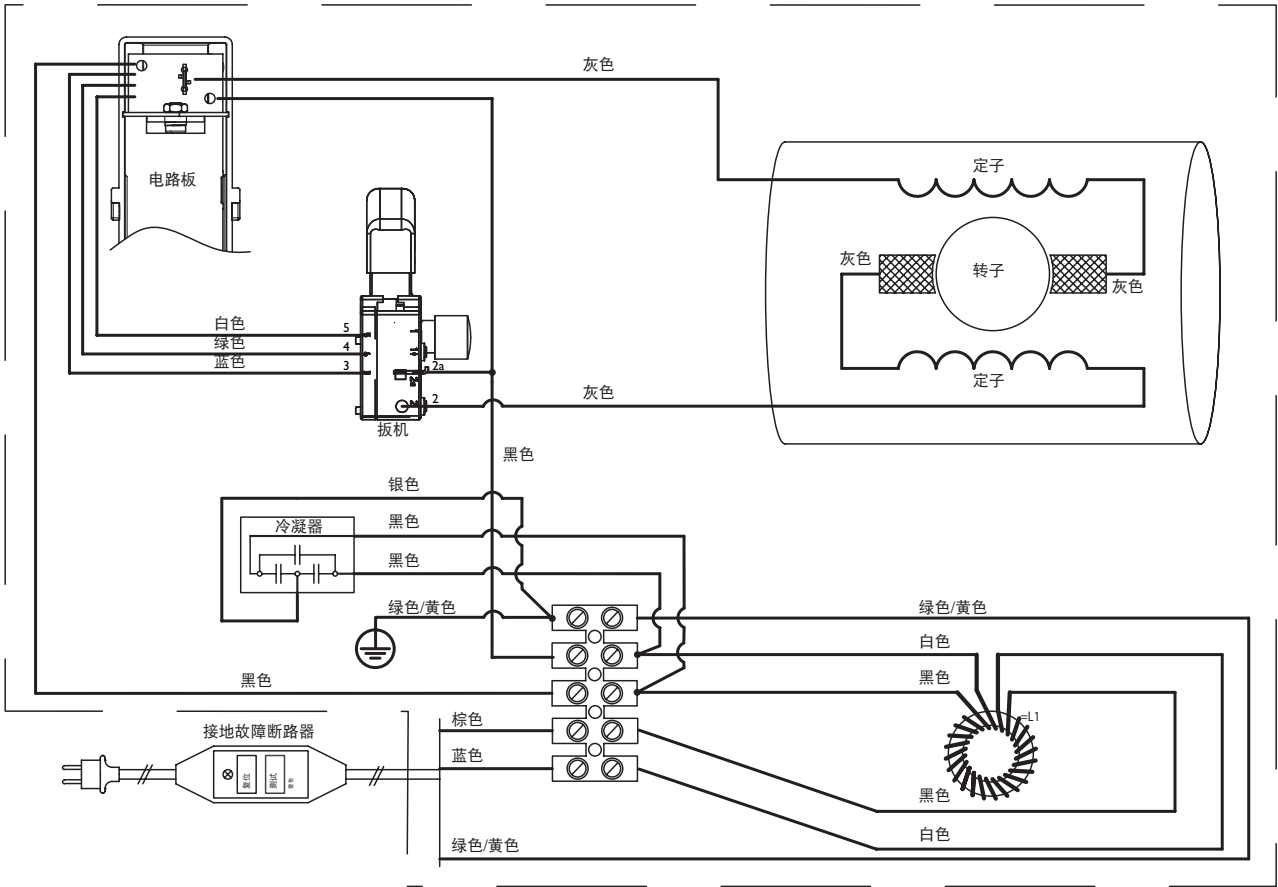 灰色
电路板
定子
灰色
转子
灰色
定子
白色
5
绿色
4
蓝色
3
2a
2
灰色
扳机
黑色
银色
冷凝器
黑色
黑色
绿色/黄色
绿色/黄色
白色
黑色
黑色
=L1
棕色
接地故障断路器
蓝色
复位
测试
黑色
白色
绿色/黄色